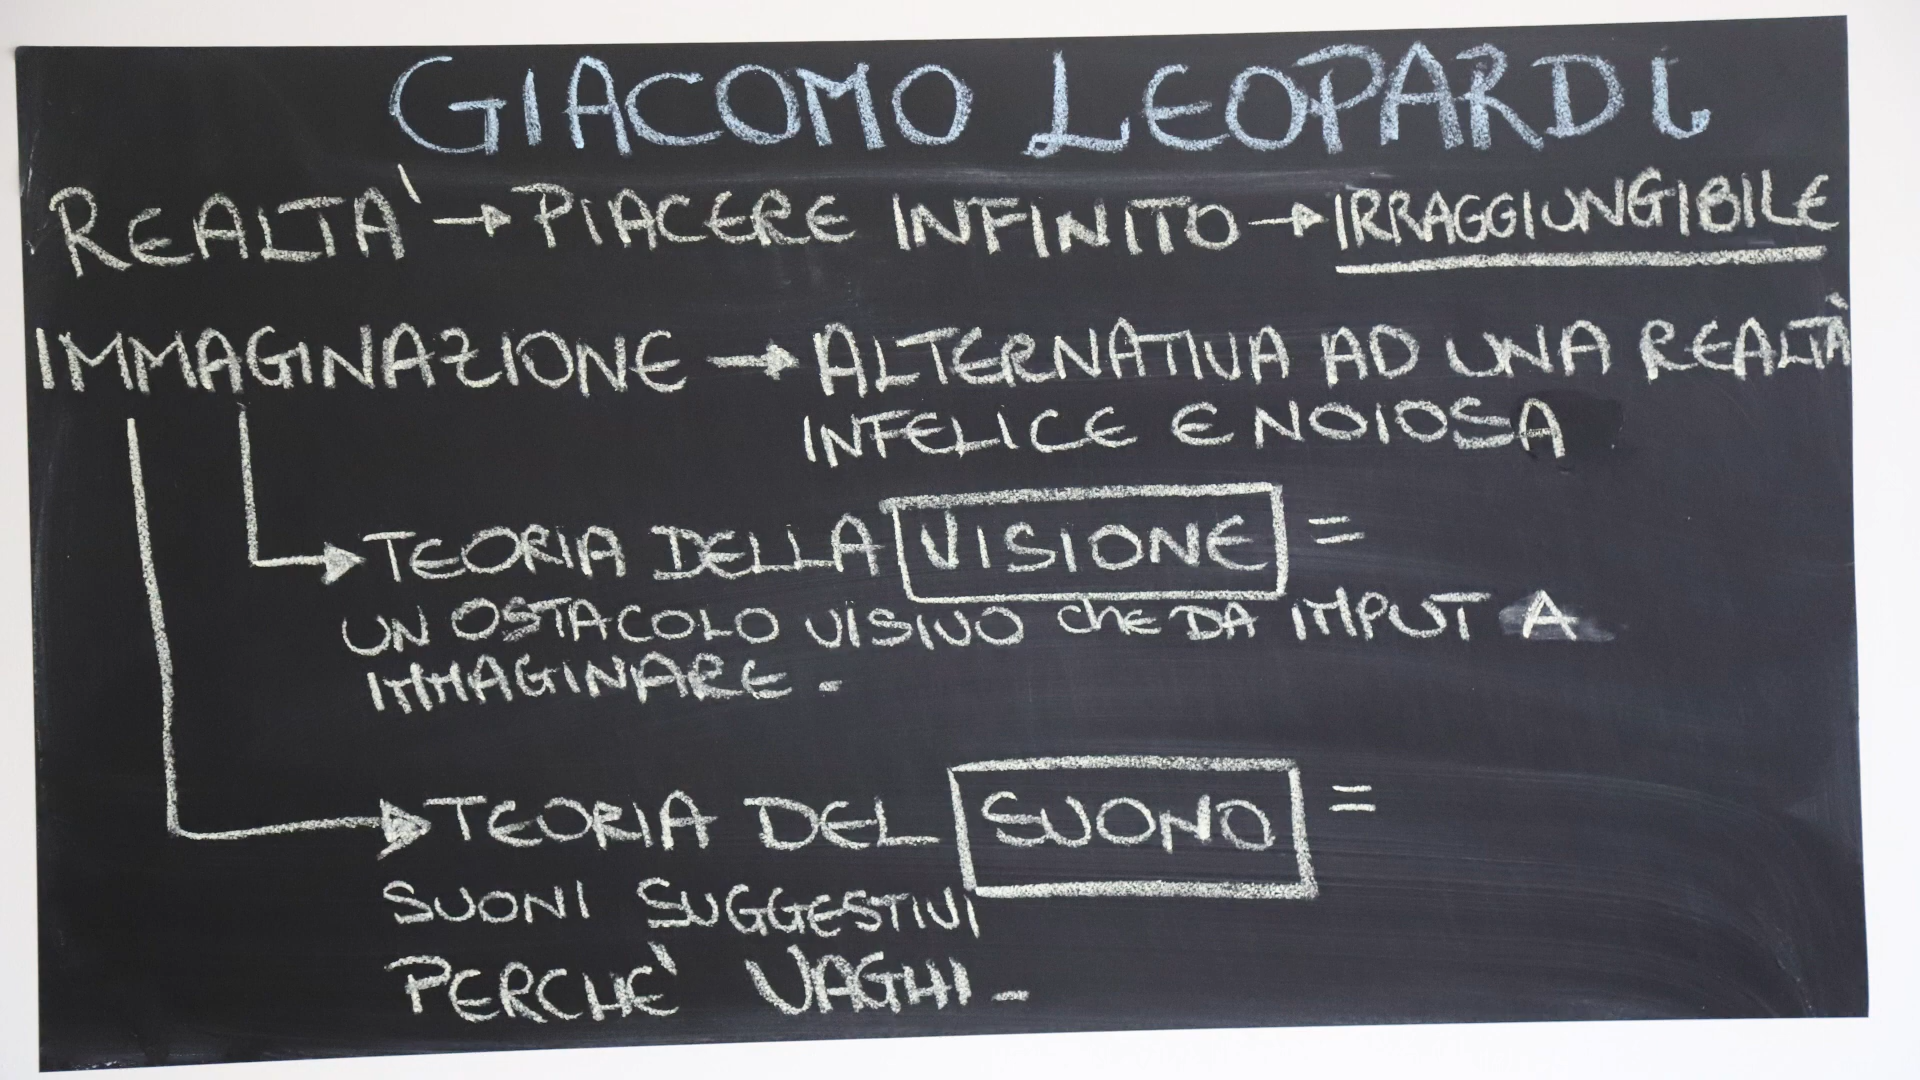 GIACOMO LEOPARDI
REALTA' → PIACERE INFINITO → IRRAGGIUNGIBILE
IMMAGINAZIONE → ALTERNATIVA AD UNA REALTÀ
INFELICE E NOIOSA
TEORIA DELLA VISIONE =
UN OSTACOLO VISIVO che DA IMPUT A
IMMAGINARE.
TEORIA DEL SUONO =
SUONI SUGGESTIVI
PERCHÈ VAGHI.